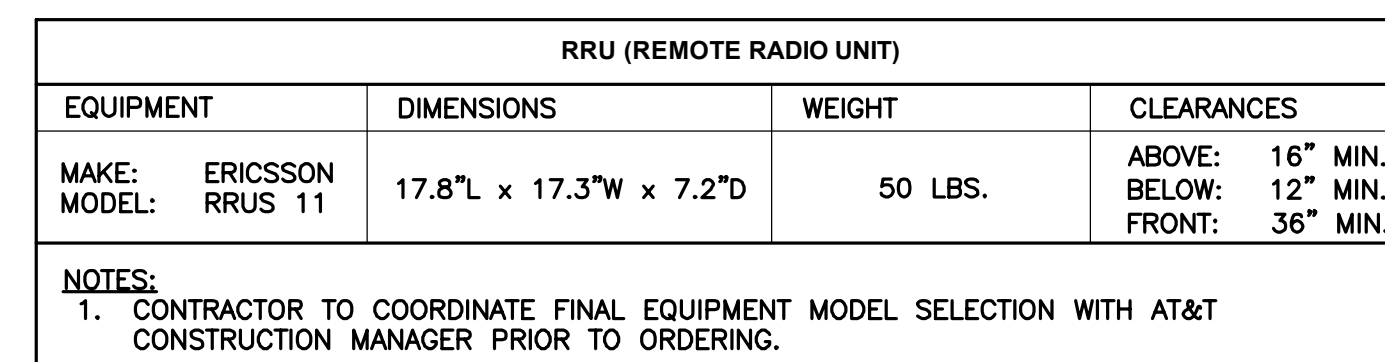 RRU (REMOTE RADIO UNIT)
EQUIPMENT DIMENSIONS WEIGHT CLEARANCES
MAKE: ERICSSON
MODEL: RRUS 11
17.8"L x 17.3"W x 7.2"D
50 LBS.
ABOVE: 16" MIN.
BELOW: 12" MIN.
FRONT: 36" MIN.
NOTES:
1. CONTRACTOR TO COORDINATE FINAL EQUIPMENT MODEL SELECTION WITH AT&T
CONSTRUCTION MANAGER PRIOR TO ORDERING.